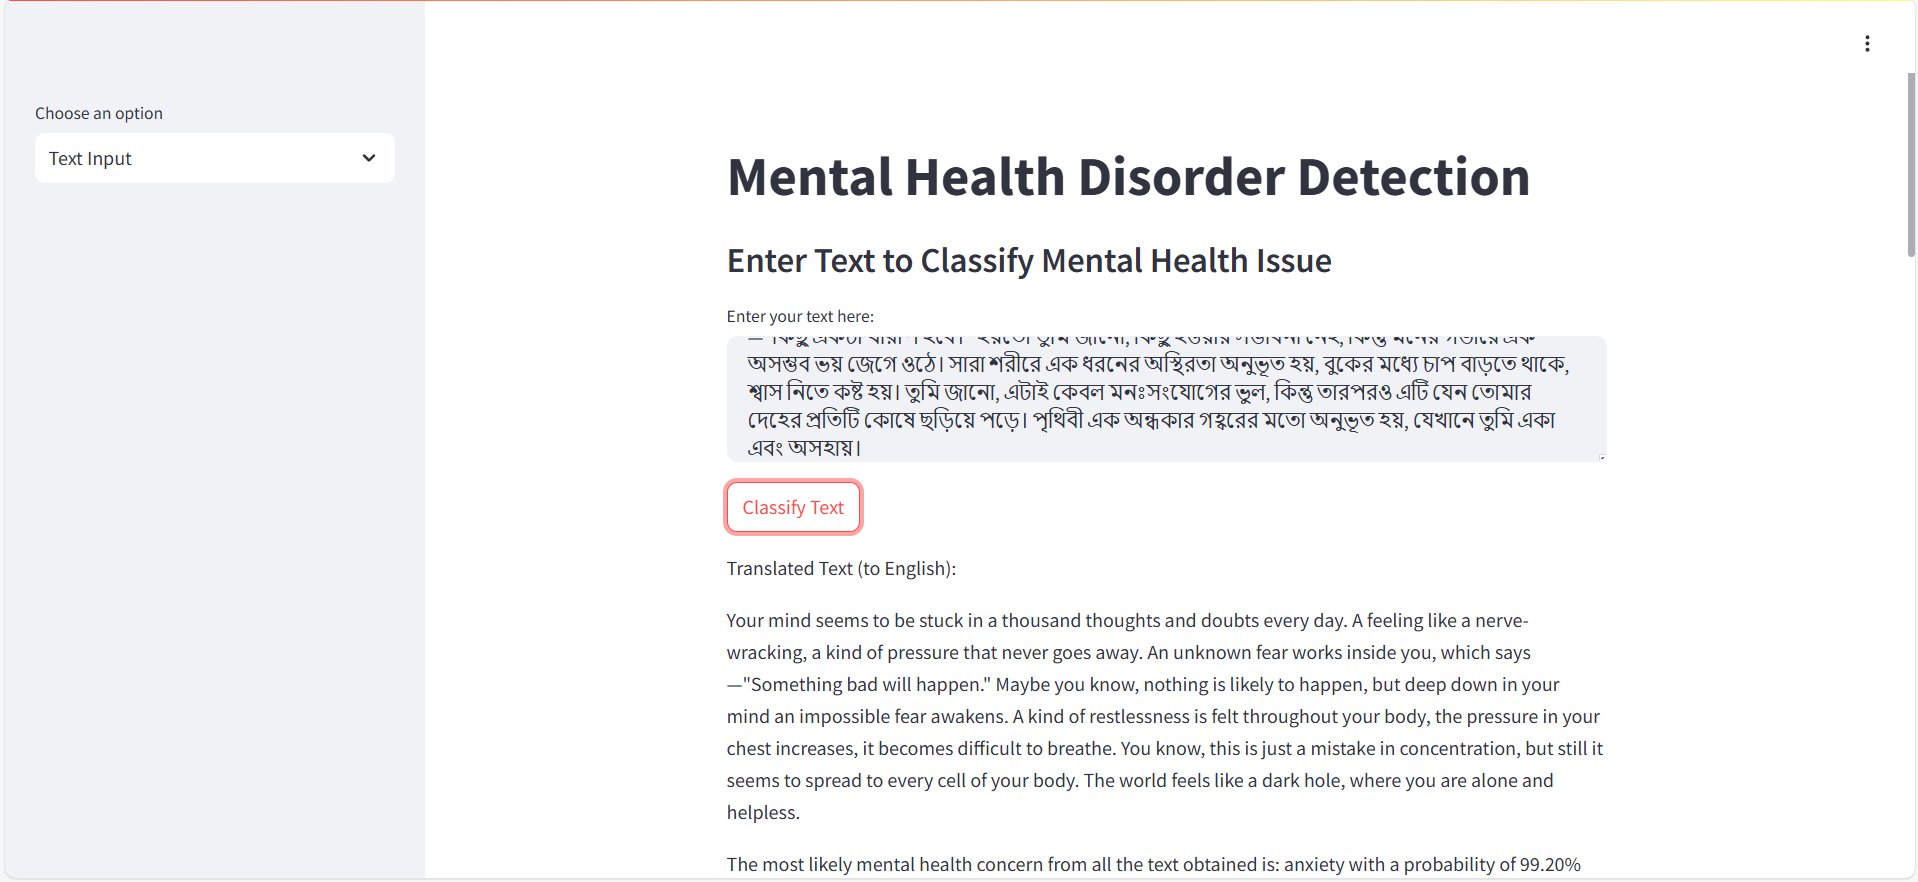 Choose an option
Text Input
Mental Health Disorder Detection
Enter Text to Classify Mental Health Issue
Enter your text here:
— "কিছু একটা খারাপ হবে।" হয়তো তুমি জানো, কিছু হওয়ার সম্ভাবনা নেই, কিন্তু মনের গভীরে এক
অসম্ভব ভয় জেগে ওঠে। সারা শরীরে এক ধরনের অস্থিরতা অনুভূত হয়, বুকের মধ্যে চাপ বাড়তে থাকে,
শ্বাস নিতে কষ্ট হয়। তুমি জানো, এটাই কেবল মনঃসংযোগের ভুল, কিন্তু তারপরও এটি যেন তোমার
দেহের প্রতিটি কোষে ছড়িয়ে পড়ে। পৃথিবী এক অন্ধকার গহ্বরের মতো অনুভূত হয়, যেখানে তুমি একা
এবং অসহায়।
Classify Text
Translated Text (to English):
Your mind seems to be stuck in a thousand thoughts and doubts every day. A feeling like a nerve-
wracking, a kind of pressure that never goes away. An unknown fear works inside you, which says
—"Something bad will happen." Maybe you know, nothing is likely to happen, but deep down in your
mind an impossible fear awakens. A kind of restlessness is felt throughout your body, the pressure in your
chest increases, it becomes difficult to breathe. You know, this is just a mistake in concentration, but still it
seems to spread to every cell of your body. The world feels like a dark hole, where you are alone and
helpless.
The most likely mental health concern from all the text obtained is: anxiety with a probability of 99.20%